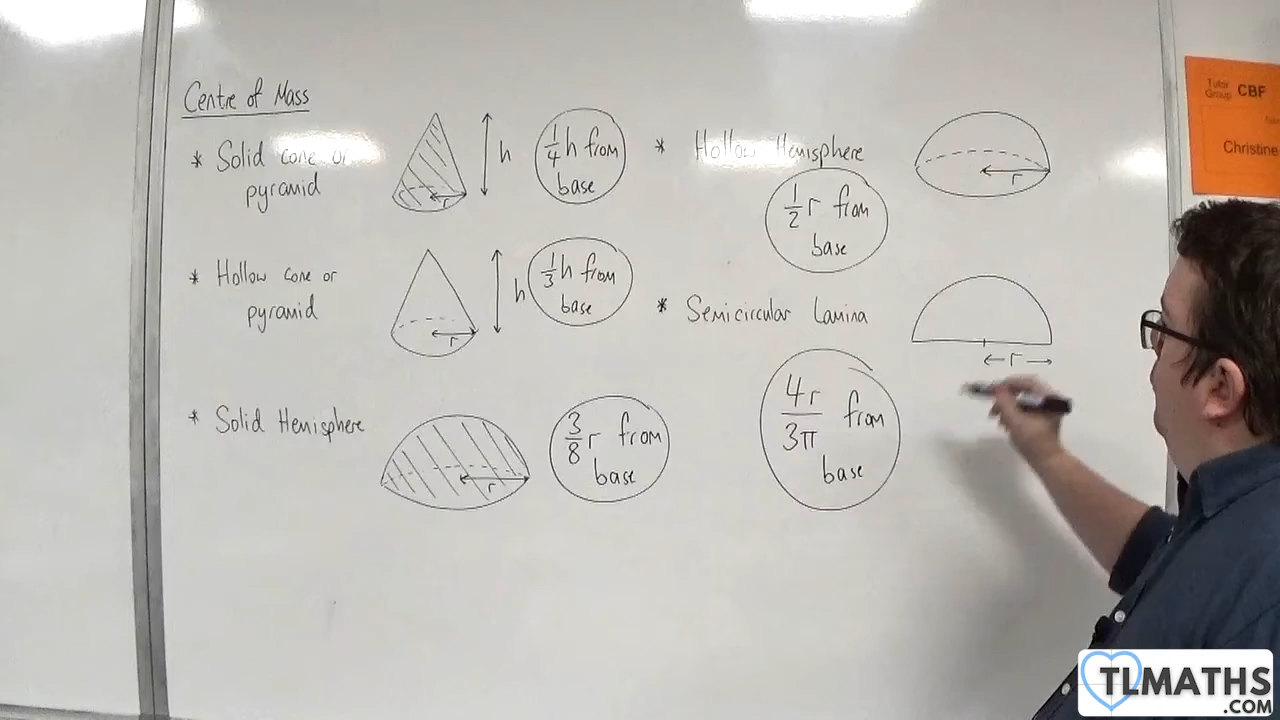 Centre of Mass
* Solid cone or
pyramid
r
h
1/4 h from
base
* Hollow cone or
pyramid
r
h
1/3 h from
base
* Solid Hemisphere
r
3/8 r from
base
* Hollow Hemisphere
1/2 r from
base
r
* Semicircular Lamina
4r/3π from
base
r
Tutor
Group CBF
Christine
TLMATHS
.COM